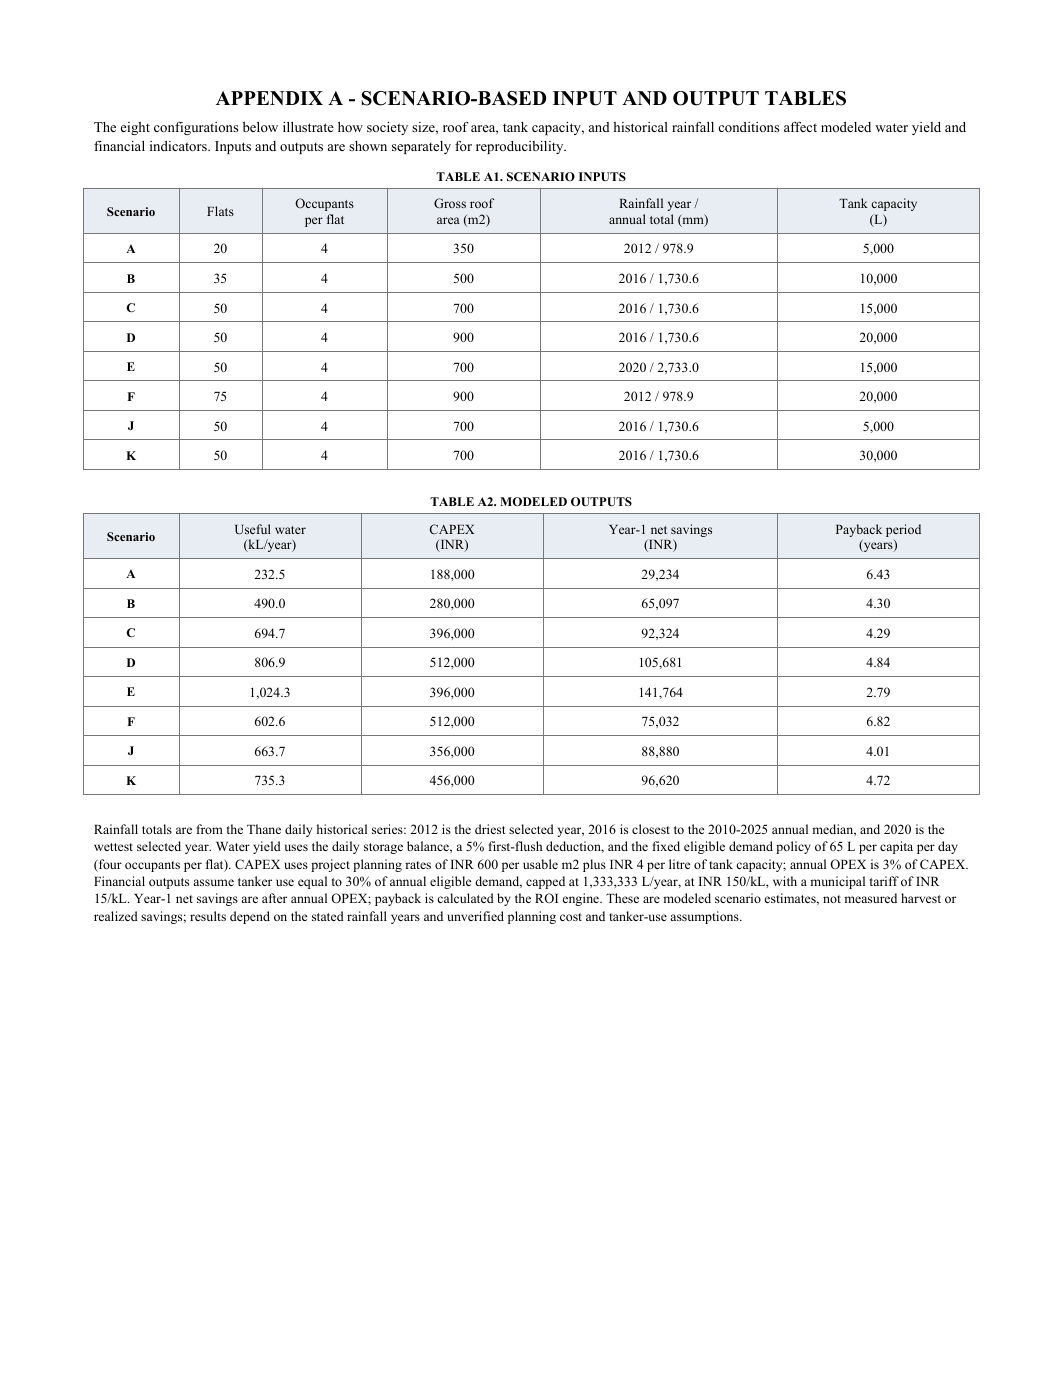 APPENDIX A - SCENARIO-BASED INPUT AND OUTPUT TABLES
The eight configurations below illustrate how society size, roof area, tank capacity, and historical rainfall conditions affect modeled water yield and
financial indicators. Inputs and outputs are shown separately for reproducibility.
TABLE A1. SCENARIO INPUTS
Scenario Flats Occupants per flat Gross roof area (m2) Rainfall year / annual total (mm) Tank capacity (L)
A 20 4 350 2012 / 978.9 5,000
B 35 4 500 2016 / 1,730.6 10,000
C 50 4 700 2016 / 1,730.6 15,000
D 50 4 900 2016 / 1,730.6 20,000
E 50 4 700 2020 / 2,733.0 15,000
F 75 4 900 2012 / 978.9 20,000
J 50 4 700 2016 / 1,730.6 5,000
K 50 4 700 2016 / 1,730.6 30,000
TABLE A2. MODELED OUTPUTS
Scenario Useful water (kL/year) CAPEX (INR) Year-1 net savings (INR) Payback period (years)
A 232.5 188,000 29,234 6.43
B 490.0 280,000 65,097 4.30
C 694.7 396,000 92,324 4.29
D 806.9 512,000 105,681 4.84
E 1,024.3 396,000 141,764 2.79
F 602.6 512,000 75,032 6.82
J 663.7 356,000 88,880 4.01
K 735.3 456,000 96,620 4.72
Rainfall totals are from the Thane daily historical series: 2012 is the driest selected year, 2016 is closest to the 2010-2025 annual median, and 2020 is the
wettest selected year. Water yield uses the daily storage balance, a 5% first-flush deduction, and the fixed eligible demand policy of 65 L per capita per day
(four occupants per flat). CAPEX uses project planning rates of INR 600 per usable m2 plus INR 4 per litre of tank capacity; annual OPEX is 3% of CAPEX.
Financial outputs assume tanker use equal to 30% of annual eligible demand, capped at 1,333,333 L/year, at INR 150/kL, with a municipal tariff of INR
15/kL. Year-1 net savings are after annual OPEX; payback is calculated by the ROI engine. These are modeled scenario estimates, not measured harvest or
realized savings; results depend on the stated rainfall years and unverified planning cost and tanker-use assumptions.